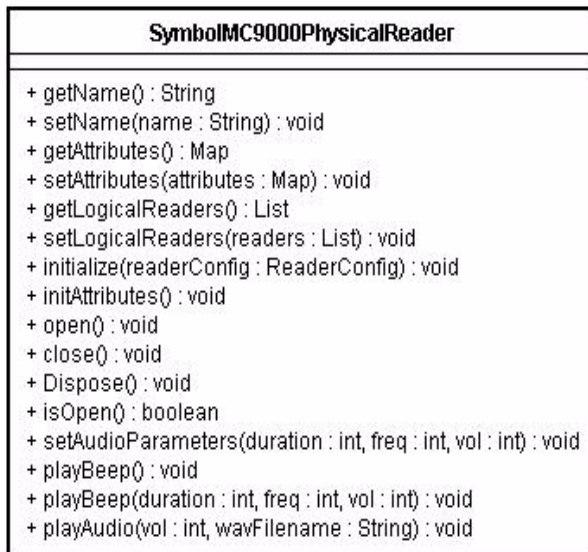 SymbolMC9000PhysicalReader
+ getName() : String
+ setName(name : String) : void
+ getAttributes() : Map
+ setAttributes(attributes : Map) : void
+ getLogicalReaders() : List
+ setLogicalReaders(readers : List) : void
+ initialize(readerConfig : ReaderConfig) : void
+ initAttributes() : void
+ open() : void
+ close() : void
+ Dispose() : void
+ isOpen() : boolean
+ setAudioParameters(duration : int, freq : int, vol : int) : void
+ playBeep() : void
+ playBeep(duration : int, freq : int, vol : int) : void
+ playAudio(vol : int, wavFilename : String) : void